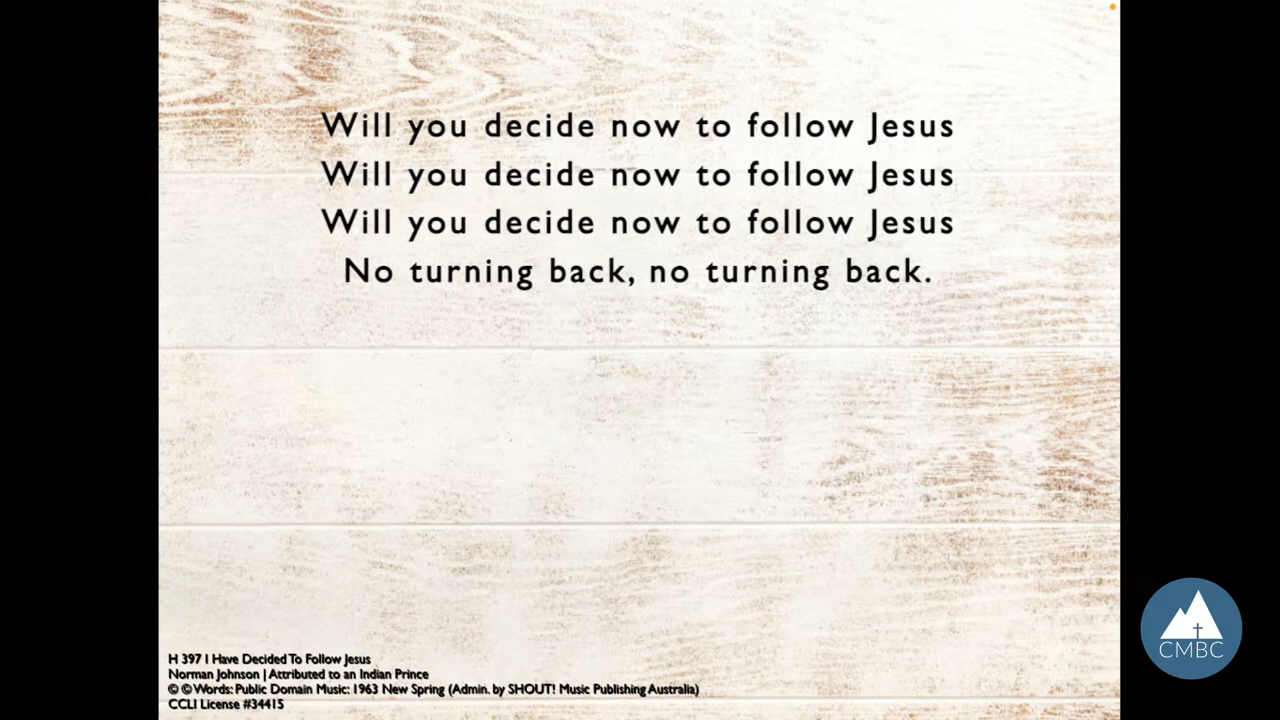 Will you decide now to follow Jesus
Will you decide now to follow Jesus
Will you decide now to follow Jesus
No turning back, no turning back.
H 397 I Have Decided To Follow Jesus
Norman Johnson | Attributed to an Indian Prince
© © Words: Public Domain Music: 1963 New Spring (Admin. by SHOUT! Music Publishing Australia)
CCLI License #34415
CMBC